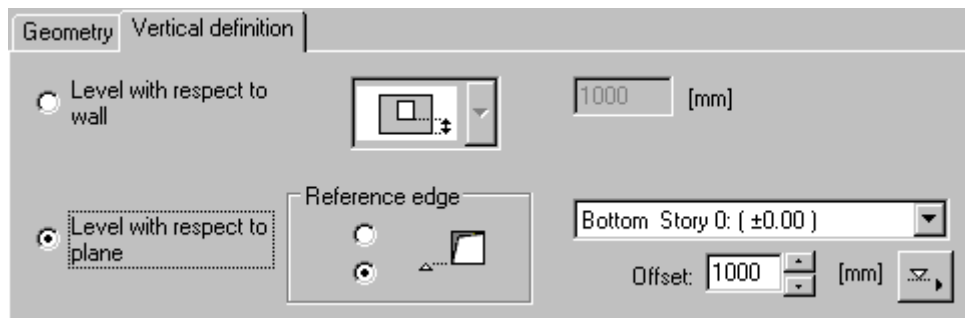 Geometry Vertical definition
Level with respect to
wall
1000 [mm]
Reference edge
Level with respect to
plane
Bottom Story 0: ( ±0.00 )
Offset: 1000 [mm]